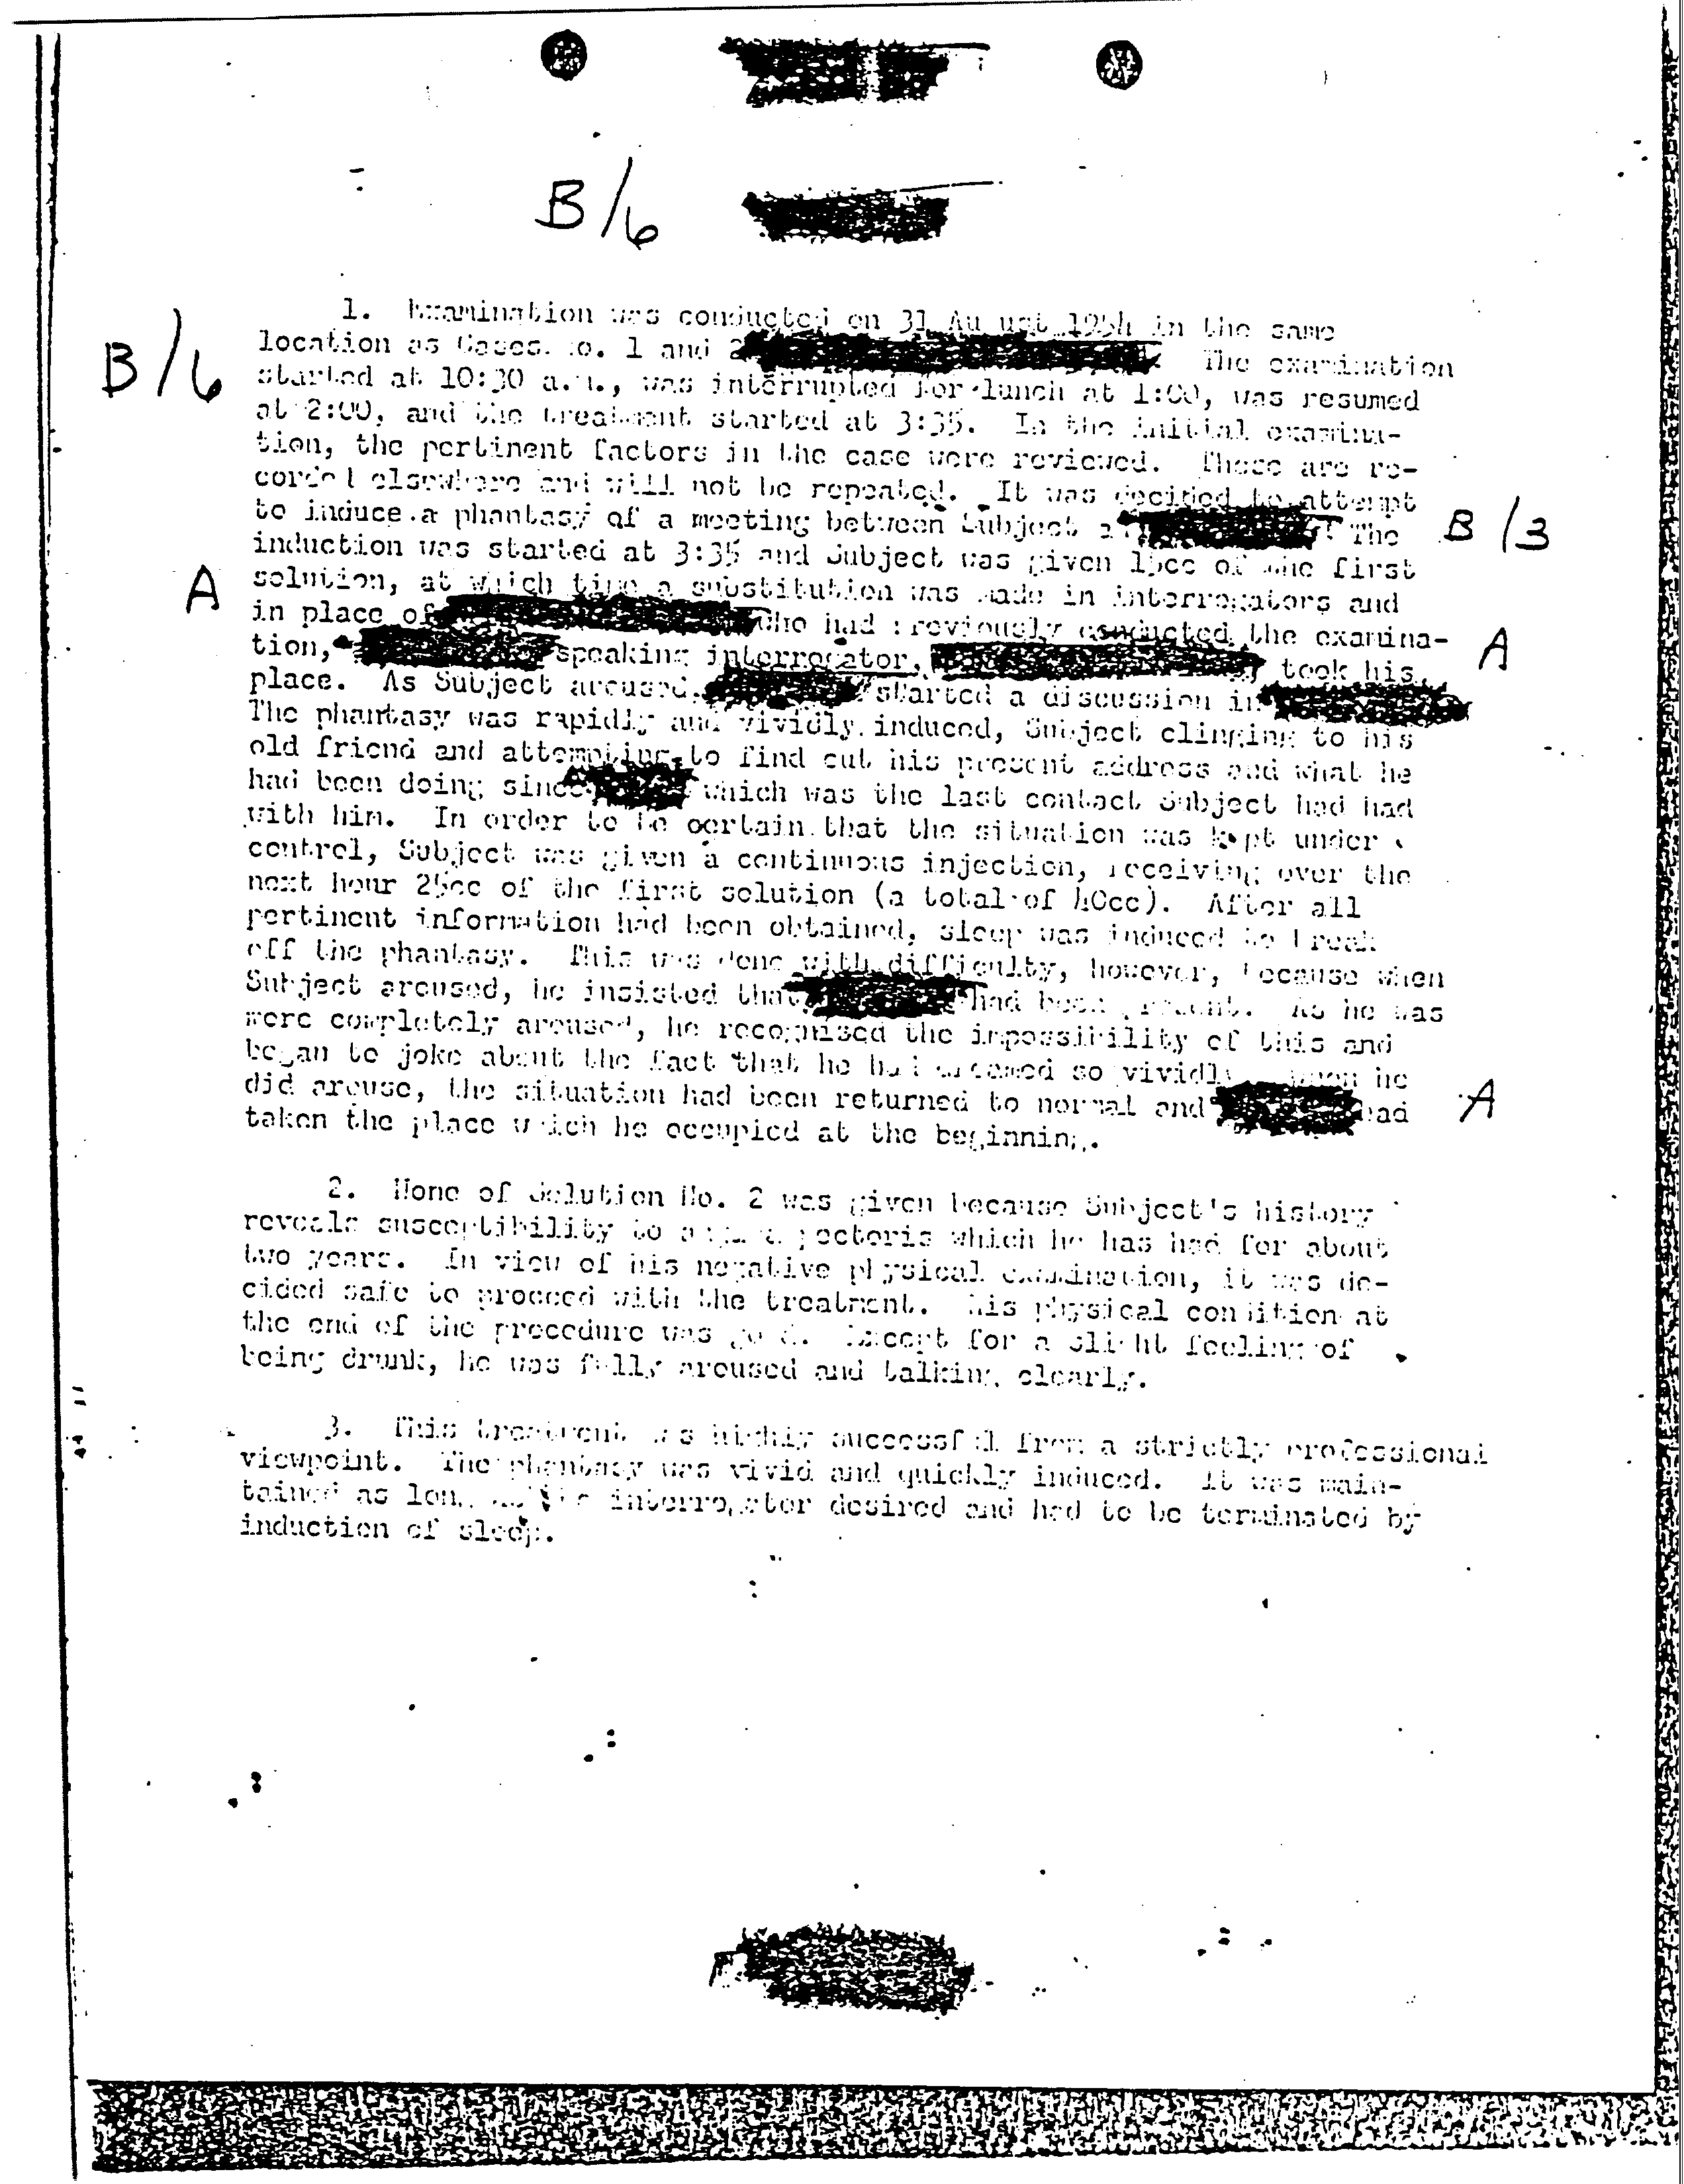 B/6
1. Examination was conducted on 31 August 1954 in the same
B/6
location as Cases No. 1 and 2 The examination
started at 10:30 a.m., was interrupted for lunch at 1:00, was resumed
at 2:00, and the treatment started at 3:35. In the initial examina-
tion, the pertinent factors in the case were reviewed. These are re-
corded elsewhere and will not be repeated. It was decided to attempt
to induce a phantasy of a meeting between Subject The
B/3
induction was started at 3:35 and Subject was given 15cc of the first
A
solution, at which time a substitution was made in interrogators and
in place of who had previously conducted the examina-
tion, speaking interrogator, took his
A
place. As Subject aroused, started a discussion in
The phantasy was rapidly and vividly induced, Subject clinging to his
old friend and attempting to find out his present address and what he
had been doing since which was the last contact Subject had had
with him. In order to be certain that the situation was kept under
control, Subject was given a continuous injection, receiving over the
next hour 25cc of the first solution (a total of 40cc). After all
pertinent information had been obtained, sleep was induced to break
off the phantasy. This was done with difficulty, however, because when
Subject aroused, he insisted that had been present. As he was
more completely aroused, he recognised the impossibility of this and
began to joke about the fact that he had dreamed so vividly. When he
did arouse, the situation had been returned to normal and had
A
taken the place which he occupied at the beginning.
2. None of Solution No. 2 was given because Subject's history
reveals susceptibility to angina pectoris which he has had for about
two years. In view of his negative physical examination, it was de-
cided safe to proceed with the treatment. His physical condition at
the end of the procedure was good. Except for a slight feeling of
being drunk, he was fully aroused and talking clearly.
3. This treatment was highly successful from a strictly professional
viewpoint. The phantasy was vivid and quickly induced. It was main-
tained as long as the interrogator desired and had to be terminated by
induction of sleep.